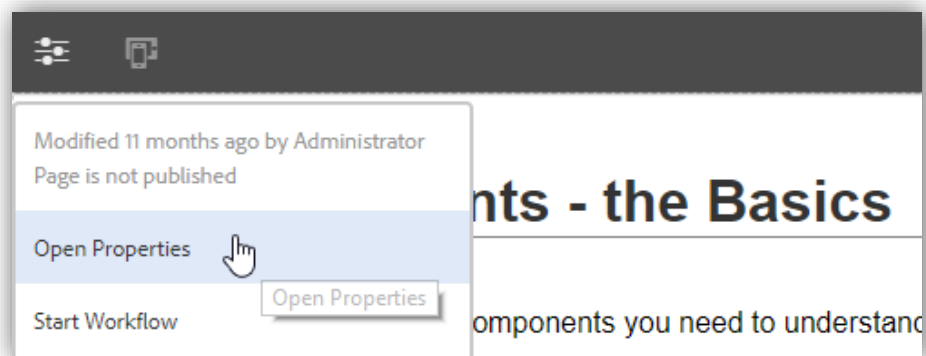 Modified 11 months ago by Administrator
Page is not published
nts - the Basics
Open Properties
Open Properties
Start Workflow
omponents you need to understand